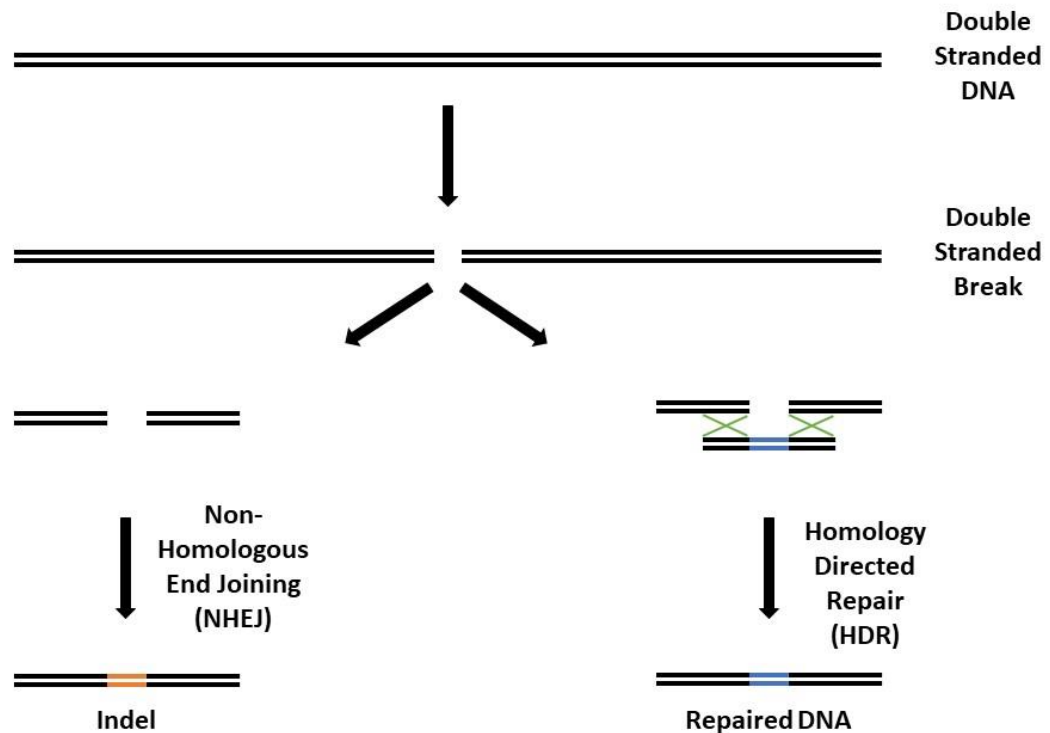 Double
Stranded
DNA
Double
Stranded
Break
Non-
Homologous
End Joining
(NHEJ)
Homology
Directed
Repair
(HDR)
Indel
Repaired DNA